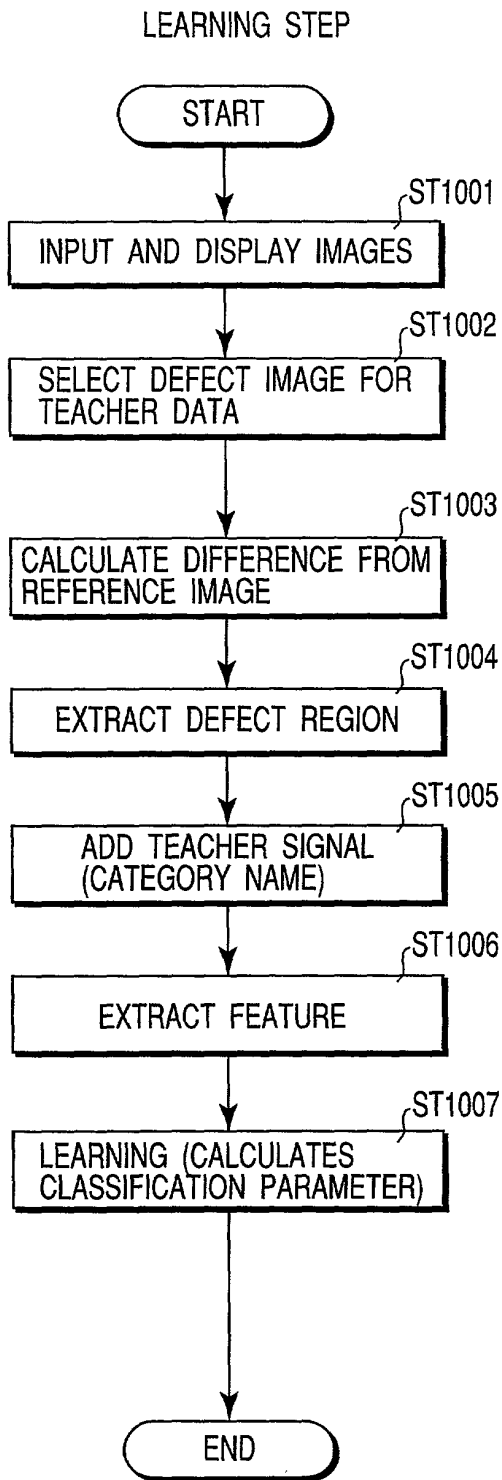 LEARNING STEP
START
ST1001
INPUT AND DISPLAY IMAGES
ST1002
SELECT DEFECT IMAGE FOR
TEACHER DATA
ST1003
CALCULATE DIFFERENCE FROM
REFERENCE IMAGE
ST1004
EXTRACT DEFECT REGION
ST1005
ADD TEACHER SIGNAL
(CATEGORY NAME)
ST1006
EXTRACT FEATURE
ST1007
LEARNING (CALCULATES
CLASSIFICATION PARAMETER)
END